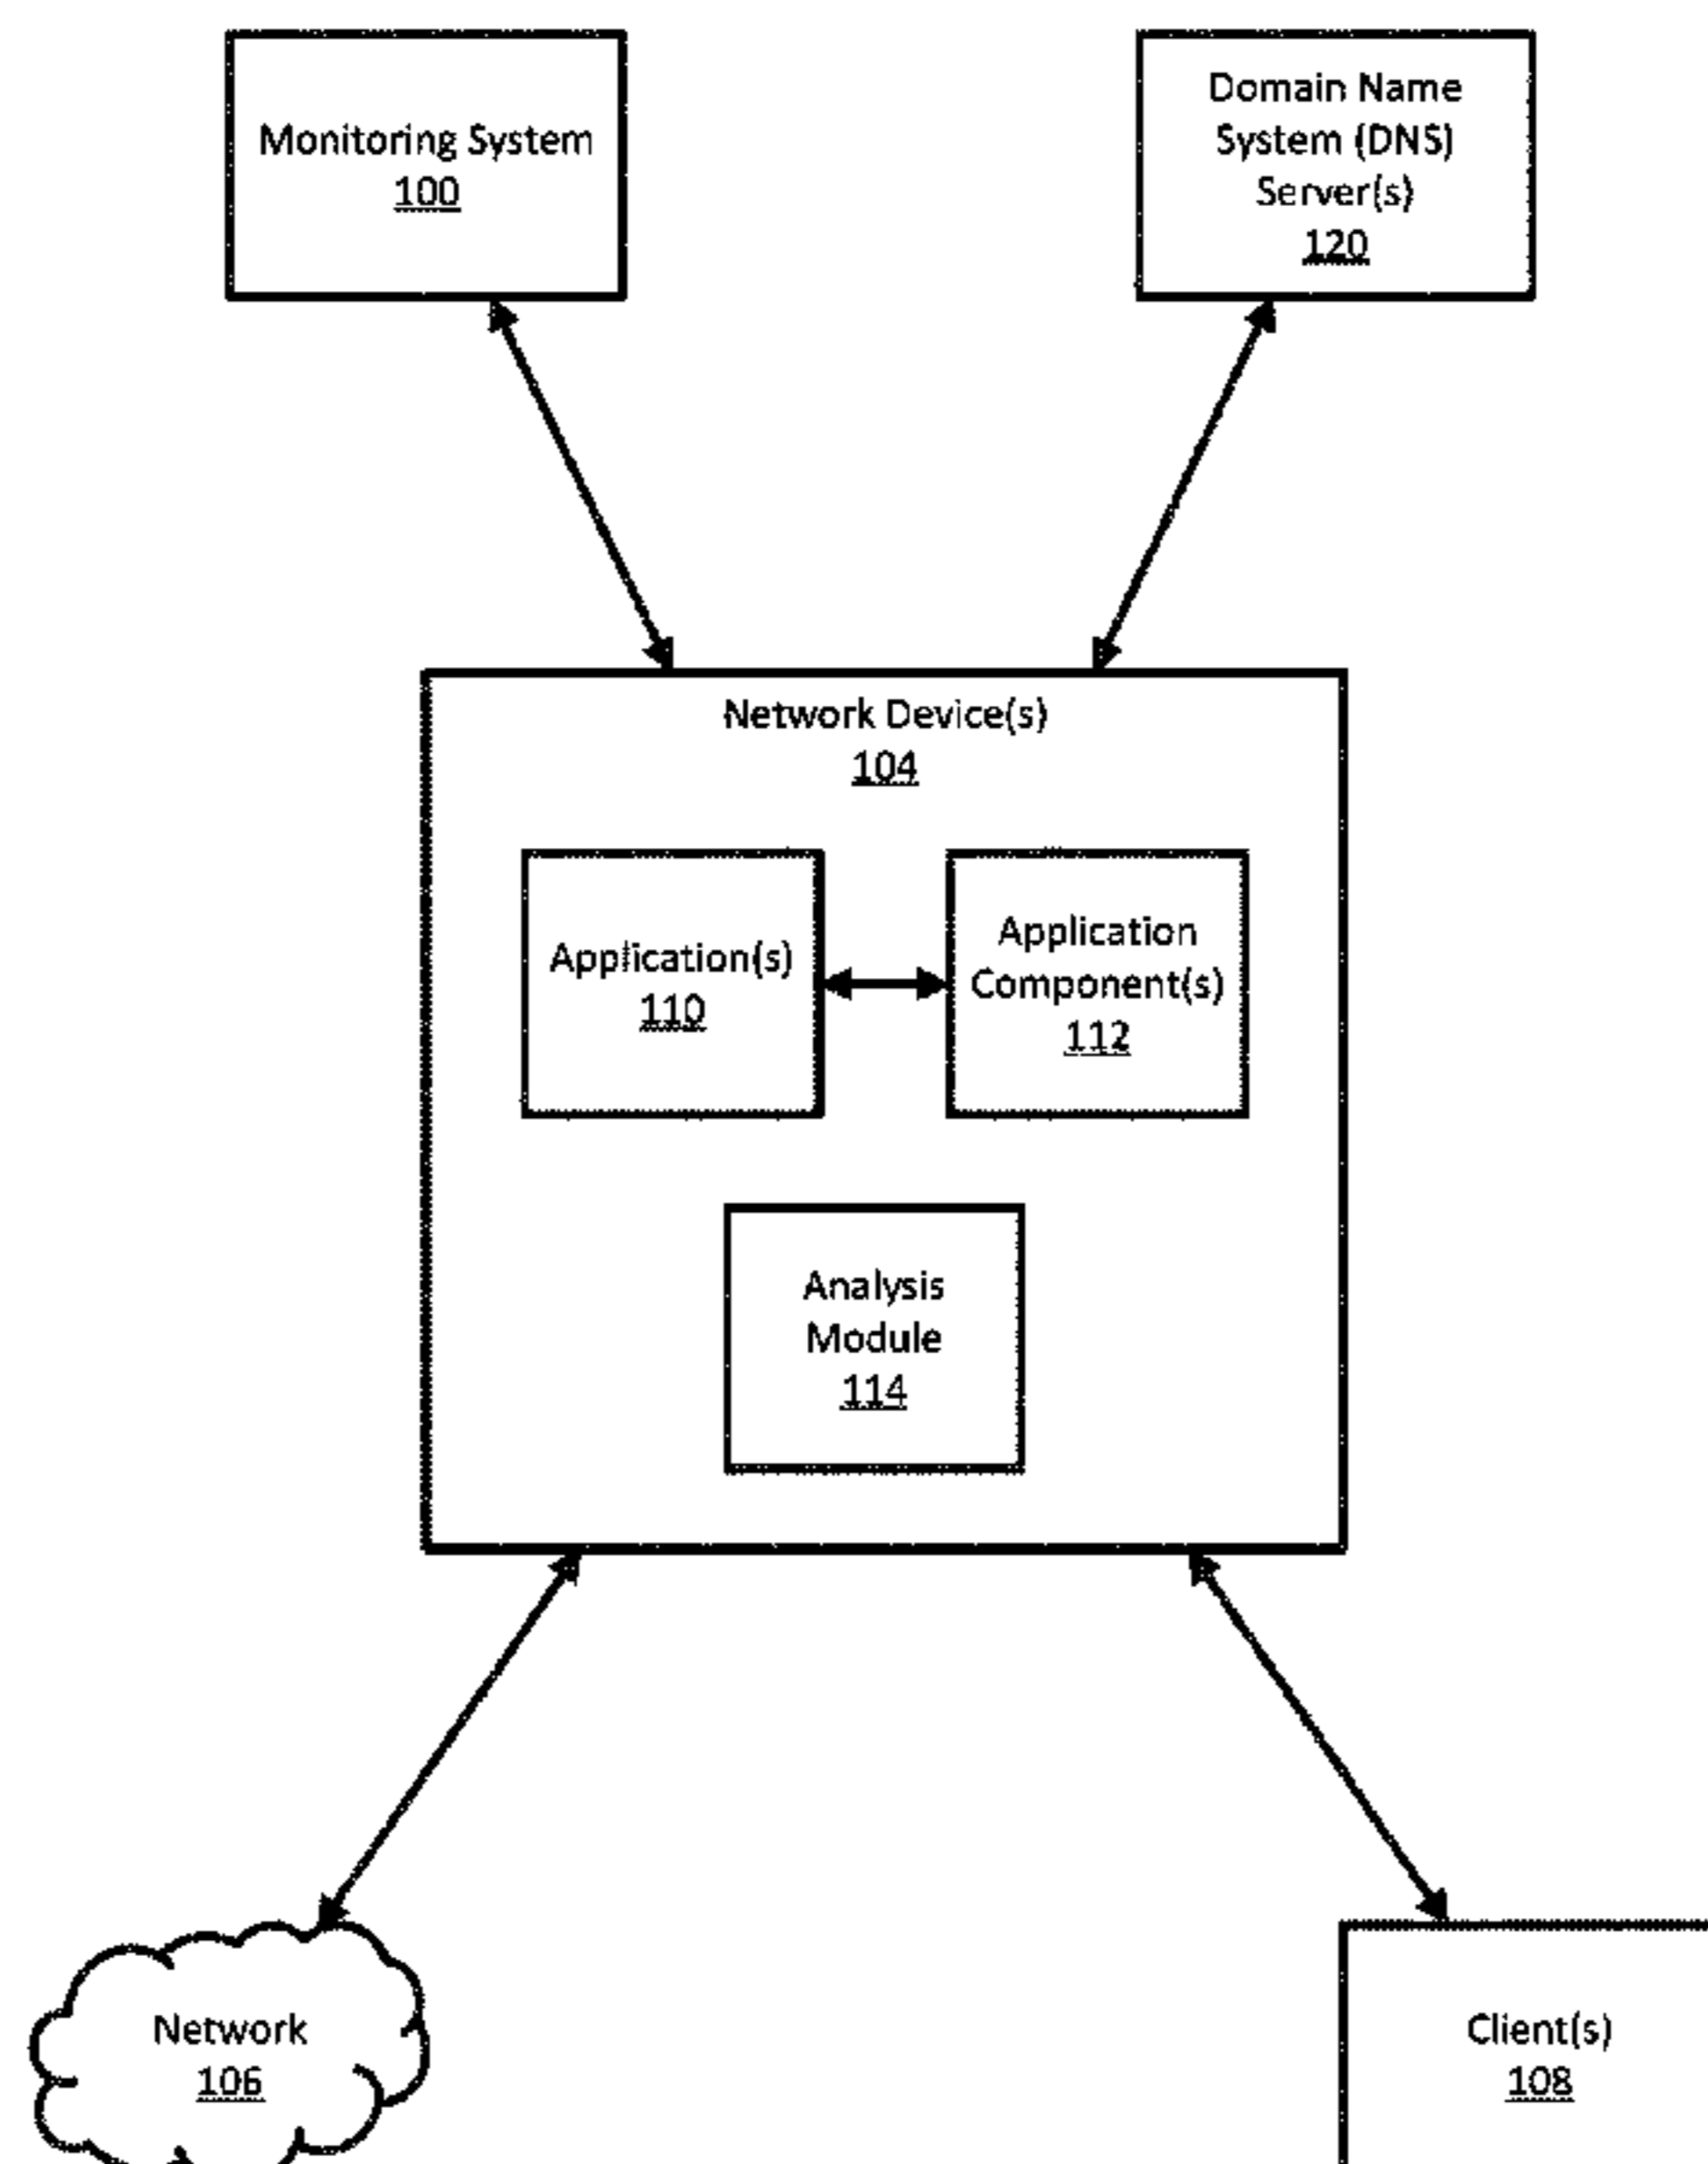 Monitoring System
100
Domain Name
System (DNS)
Server(s)
120
Network Device(s)
104
Application(s)
110
Application
Component(s)
112
Analysis
Module
114
Network
106
Client(s)
108